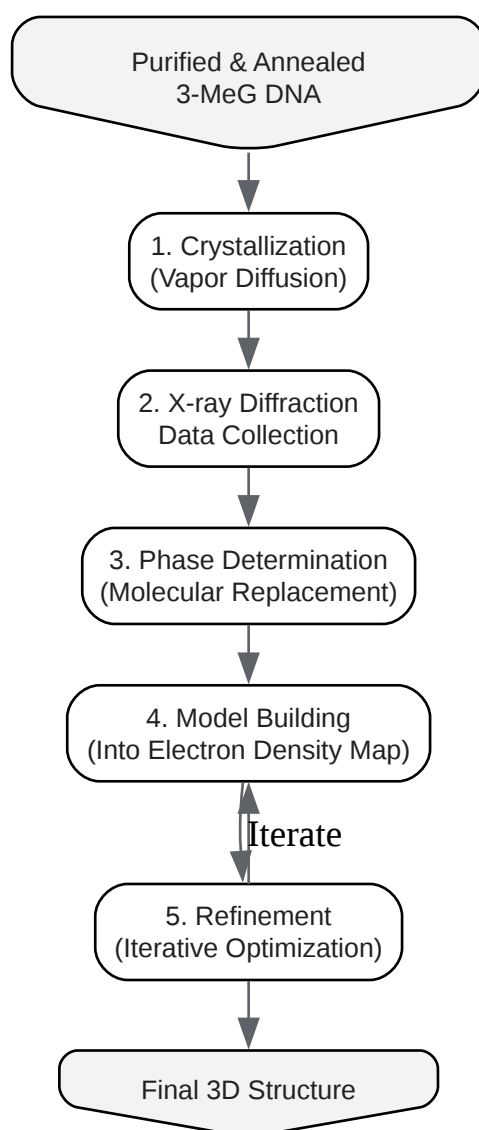 Purified & Annealed
3-MeG DNA
1. Crystallization
(Vapor Diffusion)
2. X-ray Diffraction
Data Collection
3. Phase Determination
(Molecular Replacement)
4. Model Building
(Into Electron Density Map)
Iterate
5. Refinement
(Iterative Optimization)
Final 3D Structure